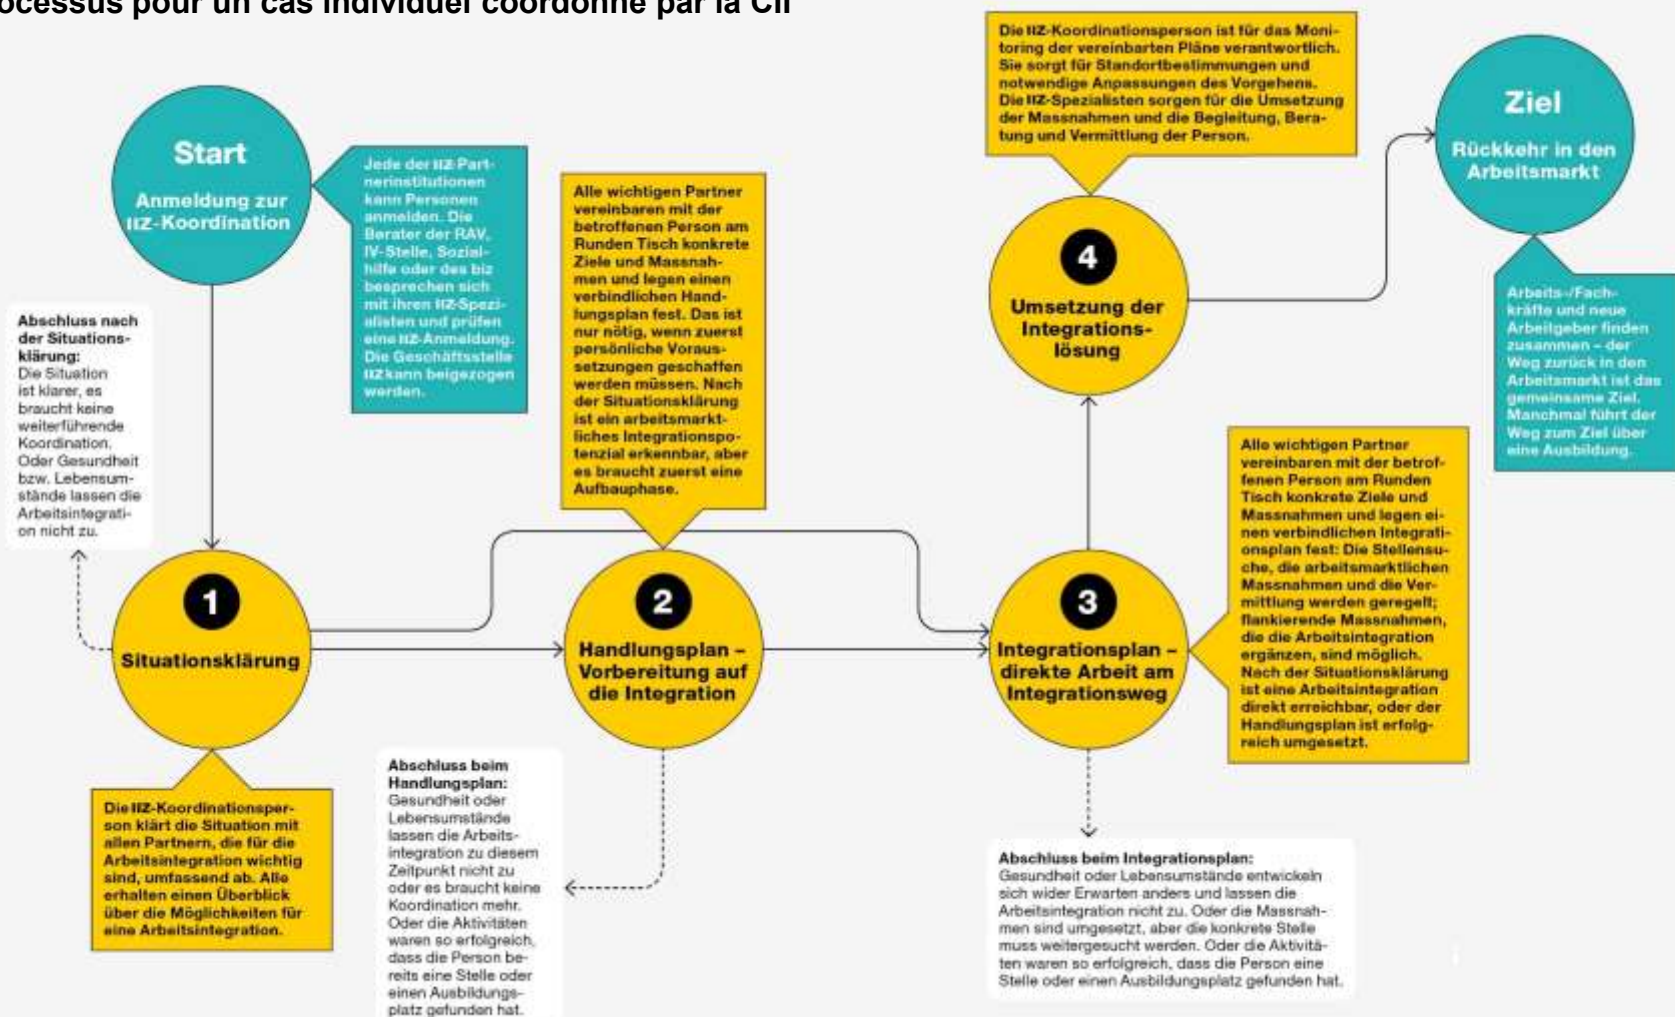 ocessus pour un cas individuel coordonné par la CII
Start
Anmeldung zur
IIZ-Koordination
Jede der IIZ-Part-
nerinstitutionen
kann Personen
anmelden. Die
Berater der RAV,
IV-Stelle, Sozial-
hilfe oder des biz
besprechen sich
mit ihren IIZ-Spezi-
alisten und prüfen
eine IIZ-Anmeldung.
Die Geschäftsstelle
IIZ kann beigezogen
werden.
Abschluss nach
der Situations-
klärung:
Die Situation
ist klarer, es
braucht keine
weiterführende
Koordination.
Oder Gesundheit
bzw. Lebensum-
stände lassen die
Arbeitsintegrati-
on nicht zu.
1
Situationsklärung
Die IIZ-Koordinationsper-
son klärt die Situation mit
allen Partnern, die für die
Arbeitsintegration wichtig
sind, umfassend ab. Alle
erhalten einen Überblick
über die Möglichkeiten für
eine Arbeitsintegration.
Alle wichtigen Partner
vereinbaren mit der
betroffenen Person am
Runden Tisch konkrete
Ziele und Massnah-
men und legen einen
verbindlichen Hand-
lungsplan fest. Das ist
nur nötig, wenn zuerst
persönliche Voraus-
setzungen geschaffen
werden müssen. Nach
der Situationsklärung
ist ein arbeitsmarkt-
liches Integrationspo-
tenzial erkennbar, aber
es braucht zuerst eine
Aufbauphase.
2
Handlungsplan –
Vorbereitung auf
die Integration
Abschluss beim
Handlungsplan:
Gesundheit oder
Lebensumstände
lassen die Arbeits-
integration zu diesem
Zeitpunkt nicht zu
oder es braucht keine
Koordination mehr.
Oder die Aktivitäten
waren so erfolgreich,
dass die Person be-
reits eine Stelle oder
einen Ausbildungs-
platz gefunden hat.
3
Integrationsplan –
direkte Arbeit am
Integrationsweg
Alle wichtigen Partner
vereinbaren mit der betrof-
fenen Person am Runden
Tisch konkrete Ziele und
Massnahmen und legen ei-
nen verbindlichen Integrati-
onsplan fest: Die Stellensu-
che, die arbeitsmarktlichen
Massnahmen und die Ver-
mittlung werden geregelt;
flankierende Massnahmen,
die die Arbeitsintegration
ergänzen, sind möglich.
Nach der Situationsklärung
ist eine Arbeitsintegration
direkt erreichbar, oder der
Handlungsplan ist erfolg-
reich umgesetzt.
Abschluss beim Integrationsplan:
Gesundheit oder Lebensumstände entwickeln
sich wider Erwarten anders und lassen die
Arbeitsintegration nicht zu. Oder die Massnah-
men sind umgesetzt, aber die konkrete Stelle
muss weitergesucht werden. Oder die Aktivitä-
ten waren so erfolgreich, dass die Person eine
Stelle oder einen Ausbildungsplatz gefunden hat.
Die IIZ-Koordinationsperson ist für das Moni-
toring der vereinbarten Pläne verantwortlich.
Sie sorgt für Standortbestimmungen und
notwendige Anpassungen des Vorgehens.
Die IIZ-Spezialisten sorgen für die Umsetzung
der Massnahmen und die Begleitung, Bera-
tung und Vermittlung der Person.
4
Umsetzung der
Integrations-
lösung
Ziel
Rückkehr in den
Arbeitsmarkt
Arbeits-/Fach-
kräfte und neue
Arbeitgeber finden
zusammen – der
Weg zurück in den
Arbeitsmarkt ist das
gemeinsame Ziel.
Manchmal führt der
Weg zum Ziel über
eine Ausbildung.